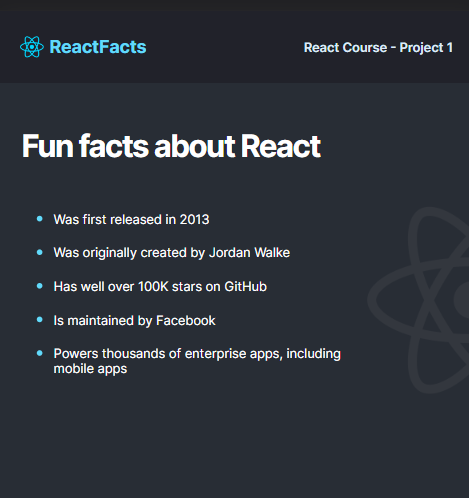 ReactFacts
React Course - Project 1
Fun facts about React
Was first released in 2013
Was originally created by Jordan Walke
Has well over 100K stars on GitHub
Is maintained by Facebook
Powers thousands of enterprise apps, including
mobile apps